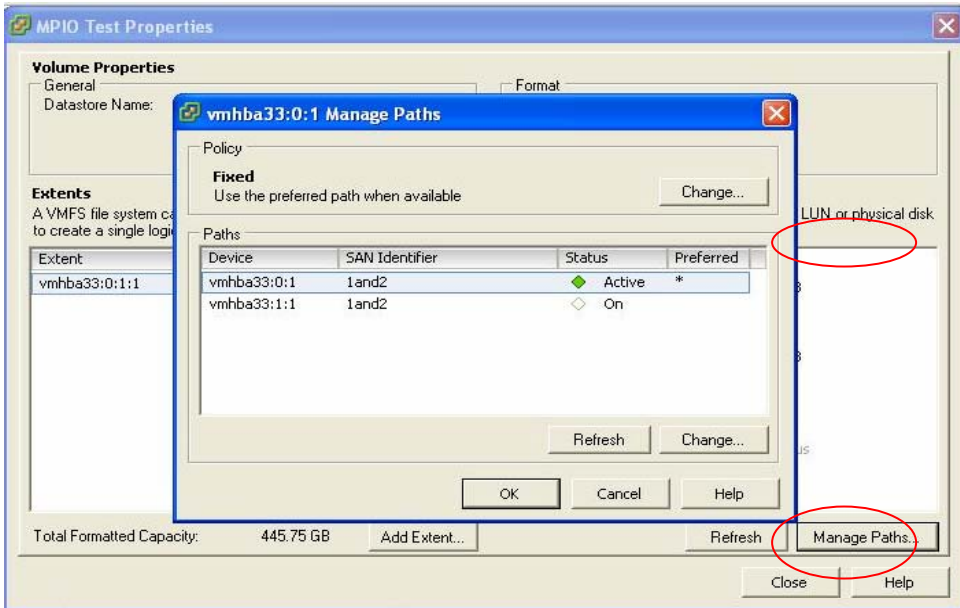 MPIO Test Properties
Volume Properties
General
Format
Datastore Name:
vmhba33:0:1 Manage Paths
Policy
Fixed
Use the preferred path when available
Change...
Extents
A VMFS file system
LUN or physical disk
to create a single
Paths
Extent
Device SAN Identifier Status Preferred
vmhba33:0:1:1
vmhba33:0:1 1and2 Active *
vmhba33:1:1 1and2 On
Refresh Change...
OK Cancel Help
Total Formatted Capacity: 445.75 GB Add Extent... Refresh Manage Paths...
Close Help